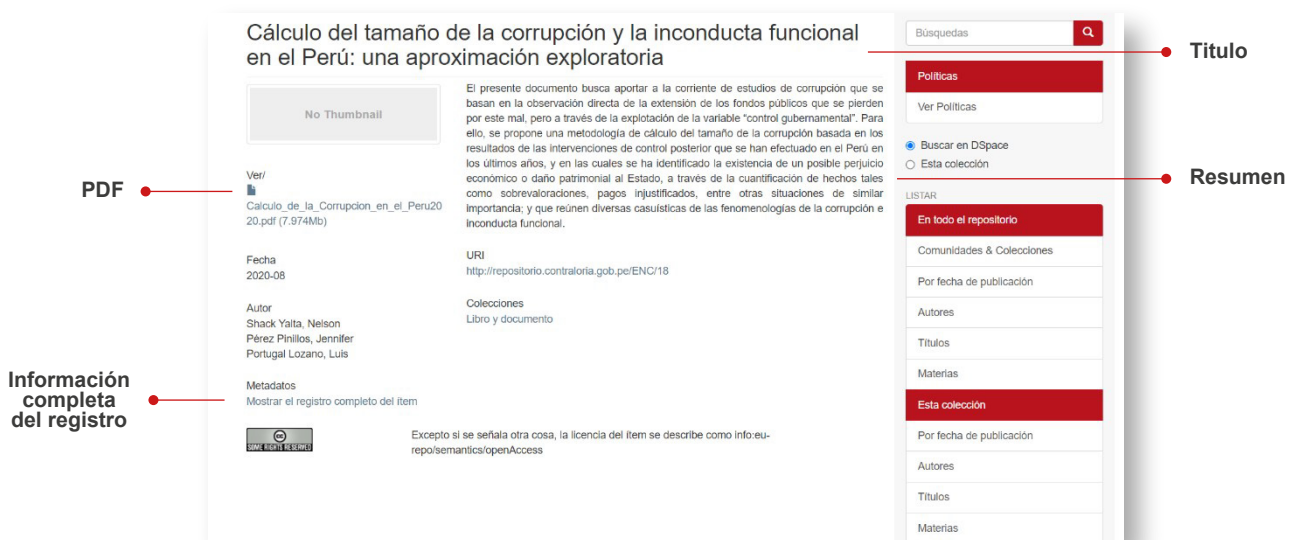 Cálculo del tamaño de la corrupción y la inconducta funcional
en el Perú: una aproximación exploratoria
No Thumbnail
Ver/
Calculo_de_la_Corrupcion_en_el_Peru20
20.pdf (7.974Mb)
Fecha
2020-08
Autor
Shack Yalta, Nelson
Pérez Pinillos, Jennifer
Portugal Lozano, Luis
Metadatos
Mostrar el registro completo del ítem
El presente documento busca aportar a la corriente de estudios de corrupción que se
basan en la observación directa de la extensión de los fondos públicos que se pierden
por este mal, pero a través de la explotación de la variable “control gubernamental”. Para
ello, se propone una metodología de cálculo del tamaño de la corrupción basada en los
resultados de las intervenciones de control posterior que se han efectuado en el Perú en
los últimos años, y en las cuales se ha identificado la existencia de un posible perjuicio
económico o daño patrimonial al Estado, a través de la cuantificación de hechos tales
como sobrevaloraciones, pagos injustificados, entre otras situaciones de similar
importancia; y que reúnen diversas casuísticas de las fenomenologías de la corrupción e
inconducta funcional.
URI
http://repositorio.contraloria.gob.pe/ENC/18
Colecciones
Libro y documento
cc
SOME RIGHTS RESERVED
Excepto si se señala otra cosa, la licencia del ítem se describe como info:eu-
repo/semantics/openAccess
Búsquedas
Políticas
Ver Políticas
Buscar en DSpace
Esta colección
LISTAR
En todo el repositorio
Comunidades & Colecciones
Por fecha de publicación
Autores
Títulos
Materias
Esta colección
Por fecha de publicación
Autores
Títulos
Materias
Titulo
Resumen
PDF
Información
completa
del registro